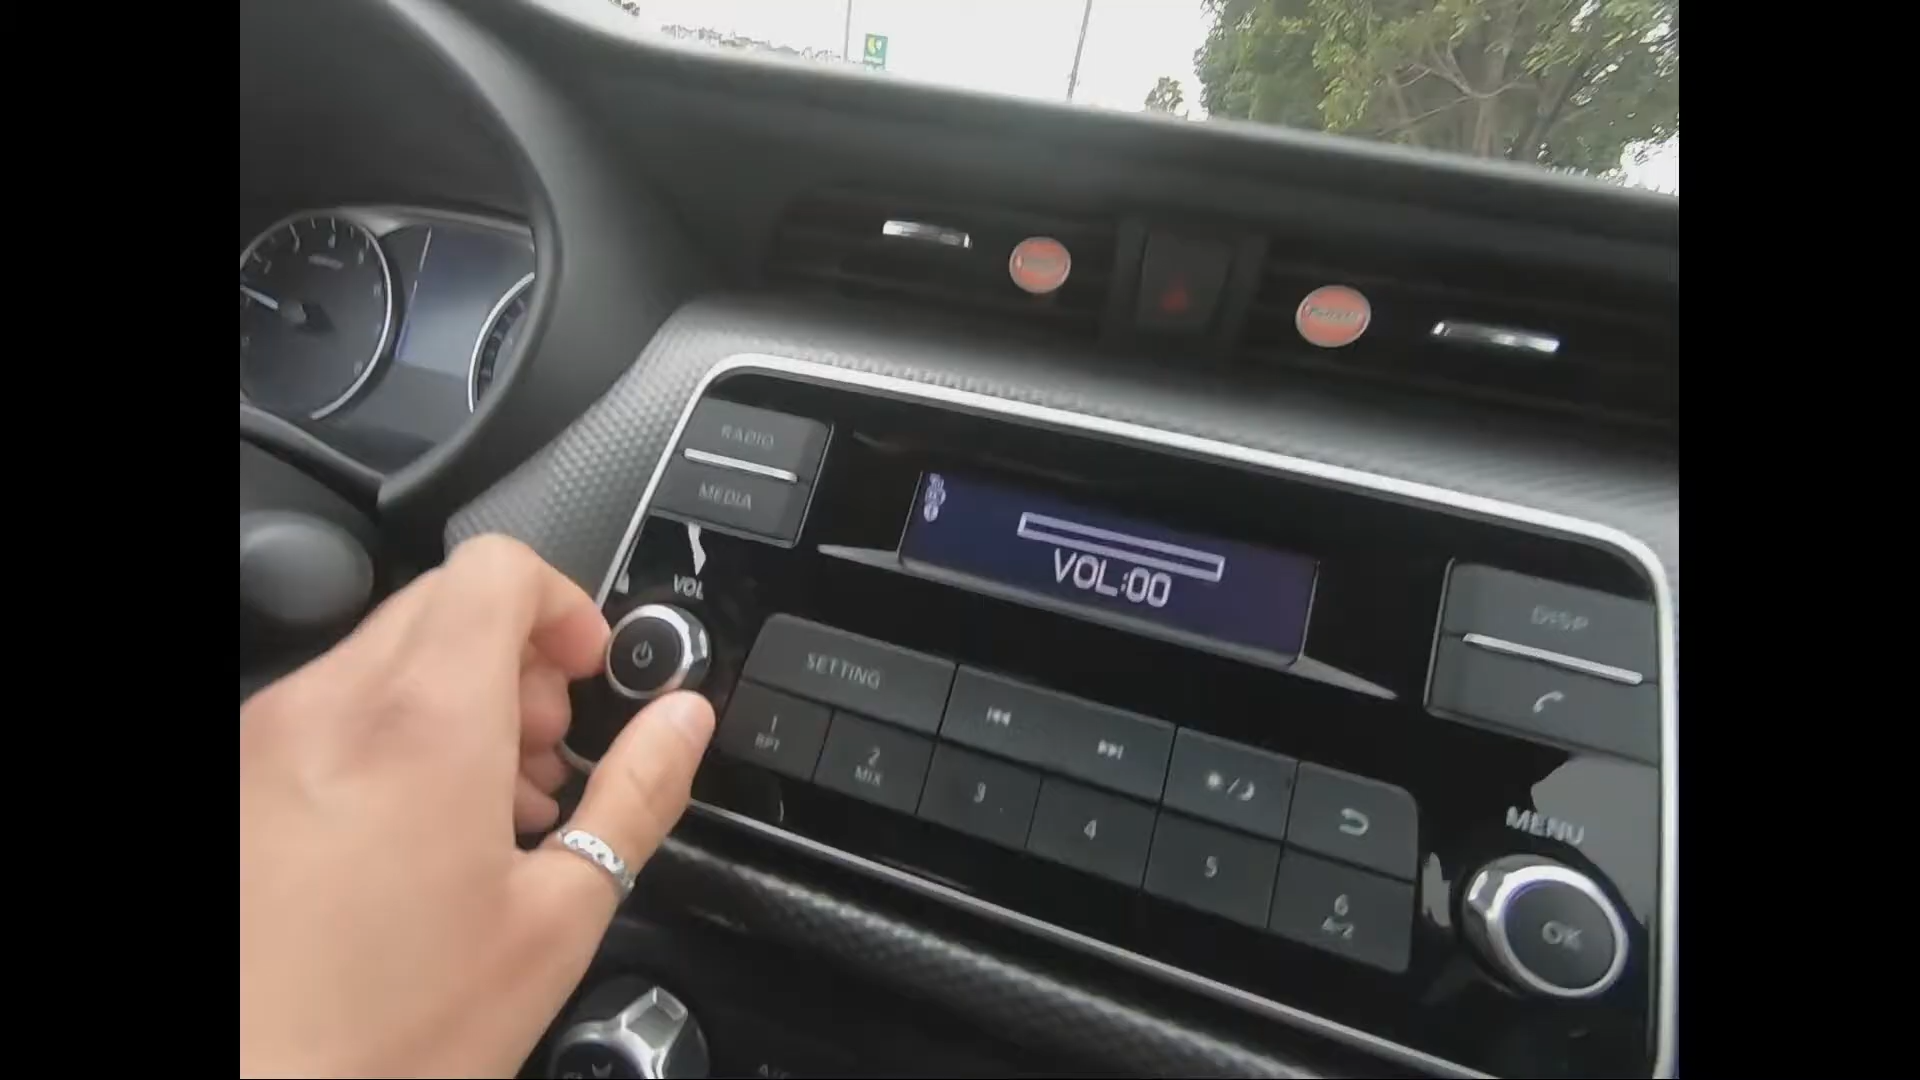 RADIO
MEDIA
VOL
VOL:00
DISP
SETTING
1
RPT
2
MIX
3
4
5
6
A-Z
MENU
OK